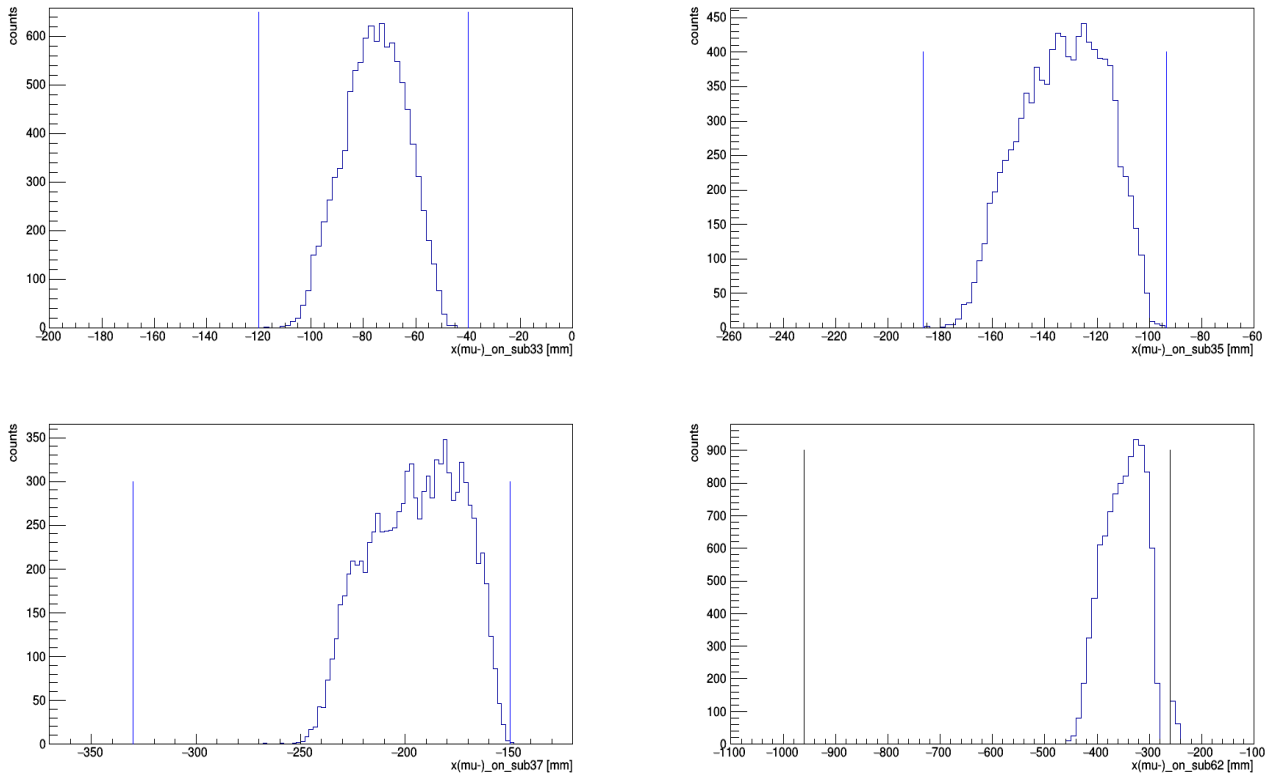 counts
600
500
400
300
200
100
0
−200 −180 −160 −140 −120 −100 −80 −60 −40 −20 0
x(mu-)_on_sub33 [mm]
counts
450
400
350
300
250
200
150
100
50
0
−260 −240 −220 −200 −180 −160 −140 −120 −100 −80 −60
x(mu-)_on_sub35 [mm]
counts
350
300
250
200
150
100
50
0
−350 −300 −250 −200 −150
x(mu-)_on_sub37 [mm]
counts
900
800
700
600
500
400
300
200
100
0
−1100 −1000 −900 −800 −700 −600 −500 −400 −300 −200 −100
x(mu-)_on_sub62 [mm]